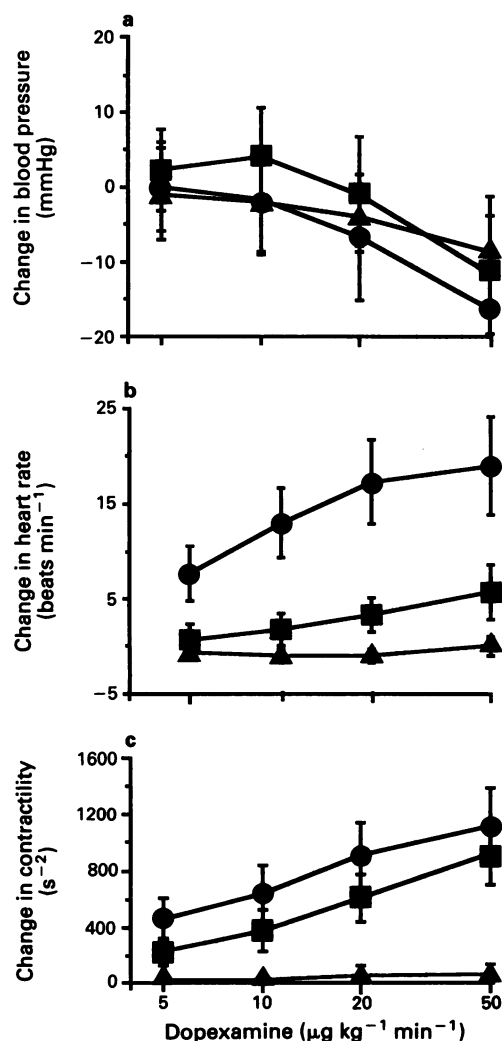 a
Change in blood pressure
(mmHg)
20
10
0
−10
−20
b
Change in heart rate
(beats min⁻¹)
25
15
5
−5
c
Change in contractility
(s⁻²)
1600
1200
800
400
0
5 10 20 50
Dopexamine (μg kg⁻¹ min⁻¹)